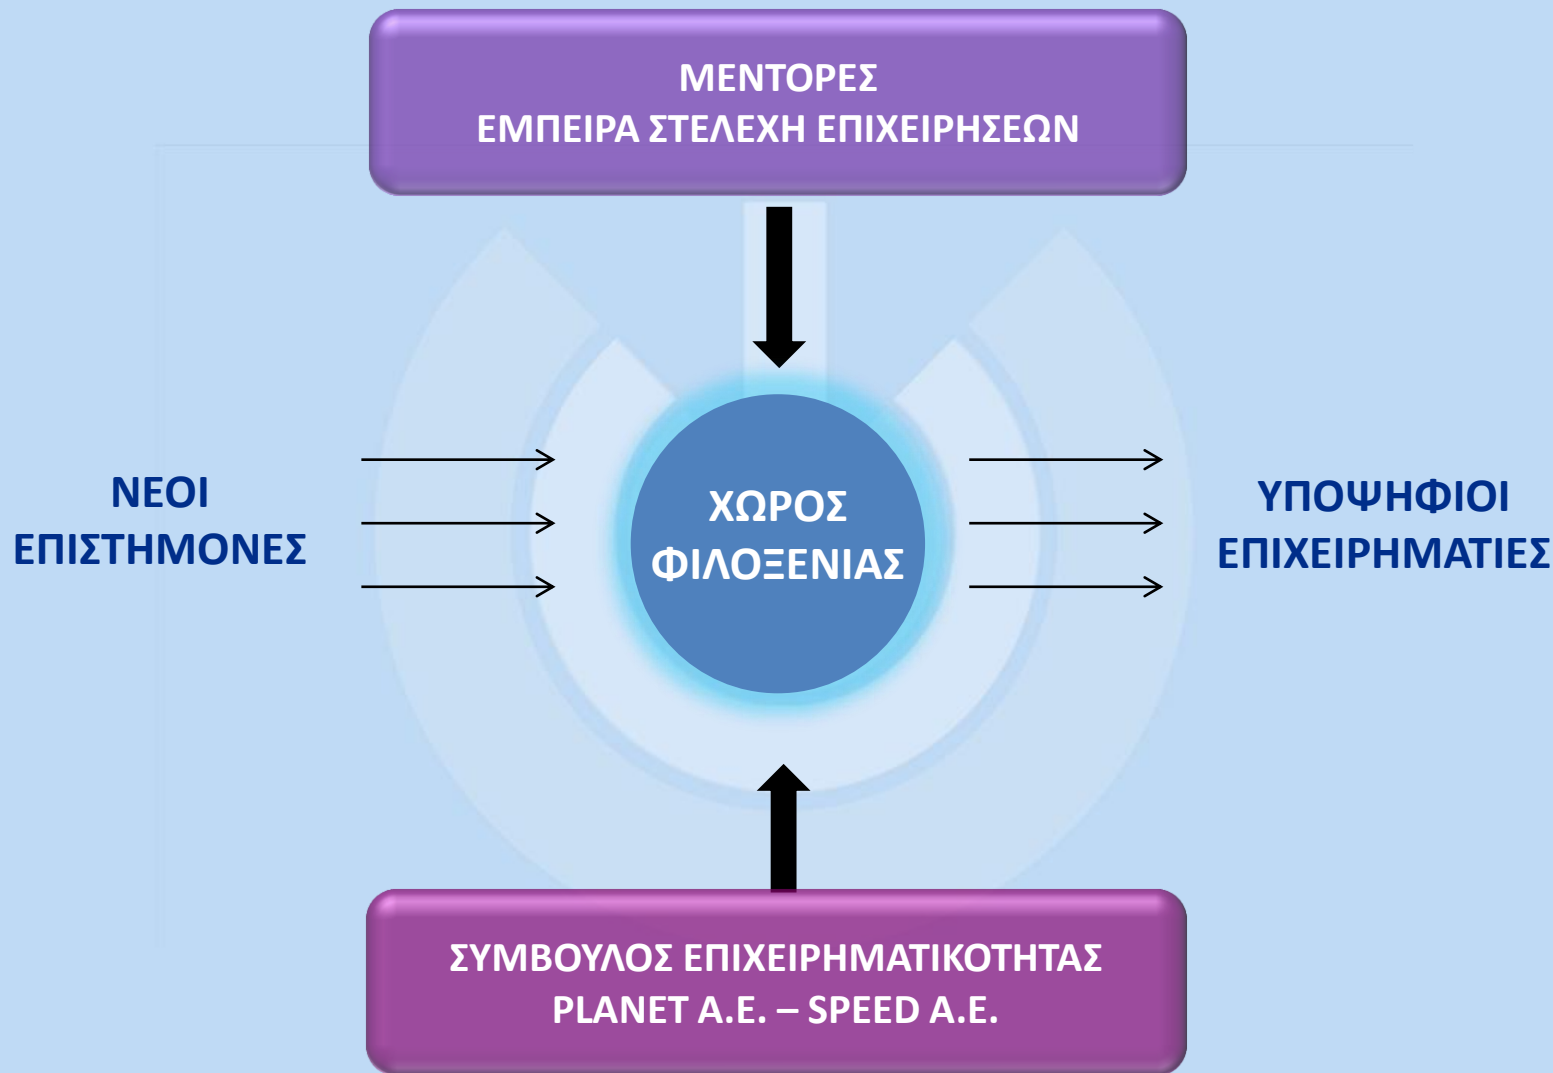 ΜΕΝΤΟΡΕΣ
ΕΜΠΕΙΡΑ ΣΤΕΛΕΧΗ ΕΠΙΧΕΙΡΗΣΕΩΝ
ΝΕΟΙ
ΕΠΙΣΤΗΜΟΝΕΣ
ΧΩΡΟΣ
ΦΙΛΟΞΕΝΙΑΣ
ΥΠΟΨΗΦΙΟΙ
ΕΠΙΧΕΙΡΗΜΑΤΙΕΣ
ΣΥΜΒΟΥΛΟΣ ΕΠΙΧΕΙΡΗΜΑΤΙΚΟΤΗΤΑΣ
PLANET Α.Ε. – SPEED Α.Ε.